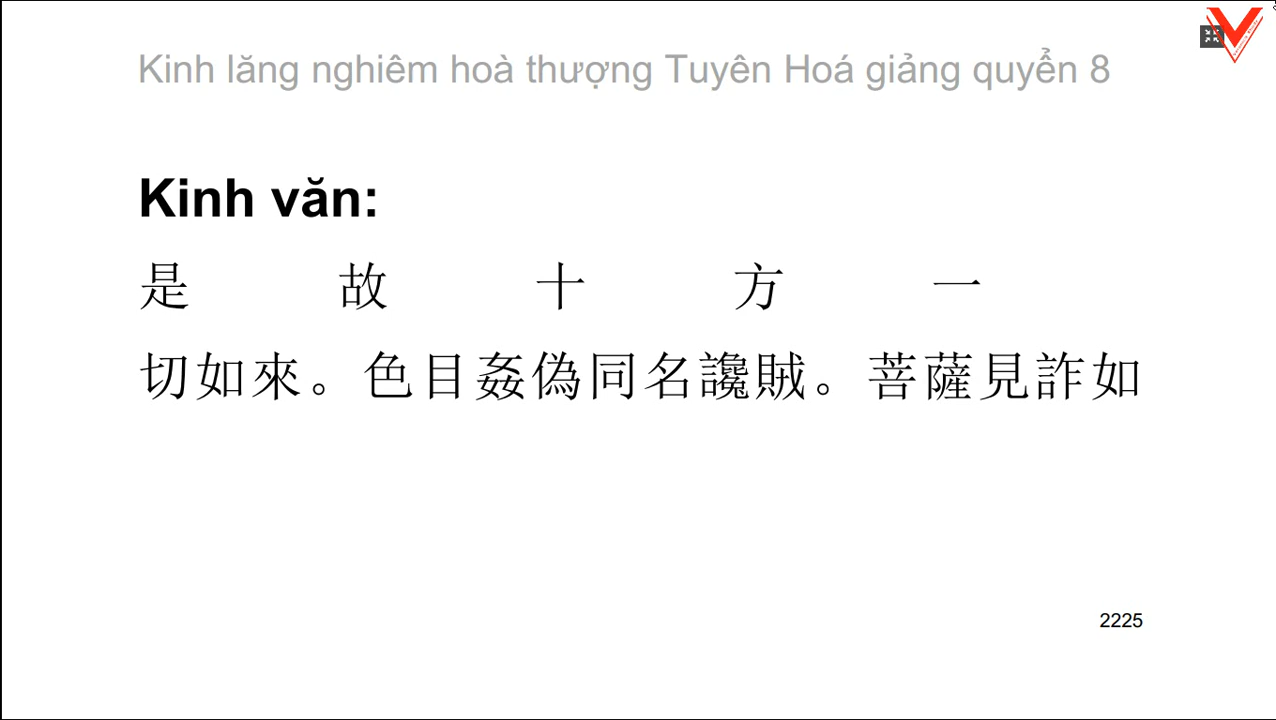 Kinh lăng nghiêm hoà thượng Tuyên Hoá giảng quyển 8
Kinh văn:
是 故 十 方 一
切如來。色目姦偽同名讒賊。菩薩見詐如
2225